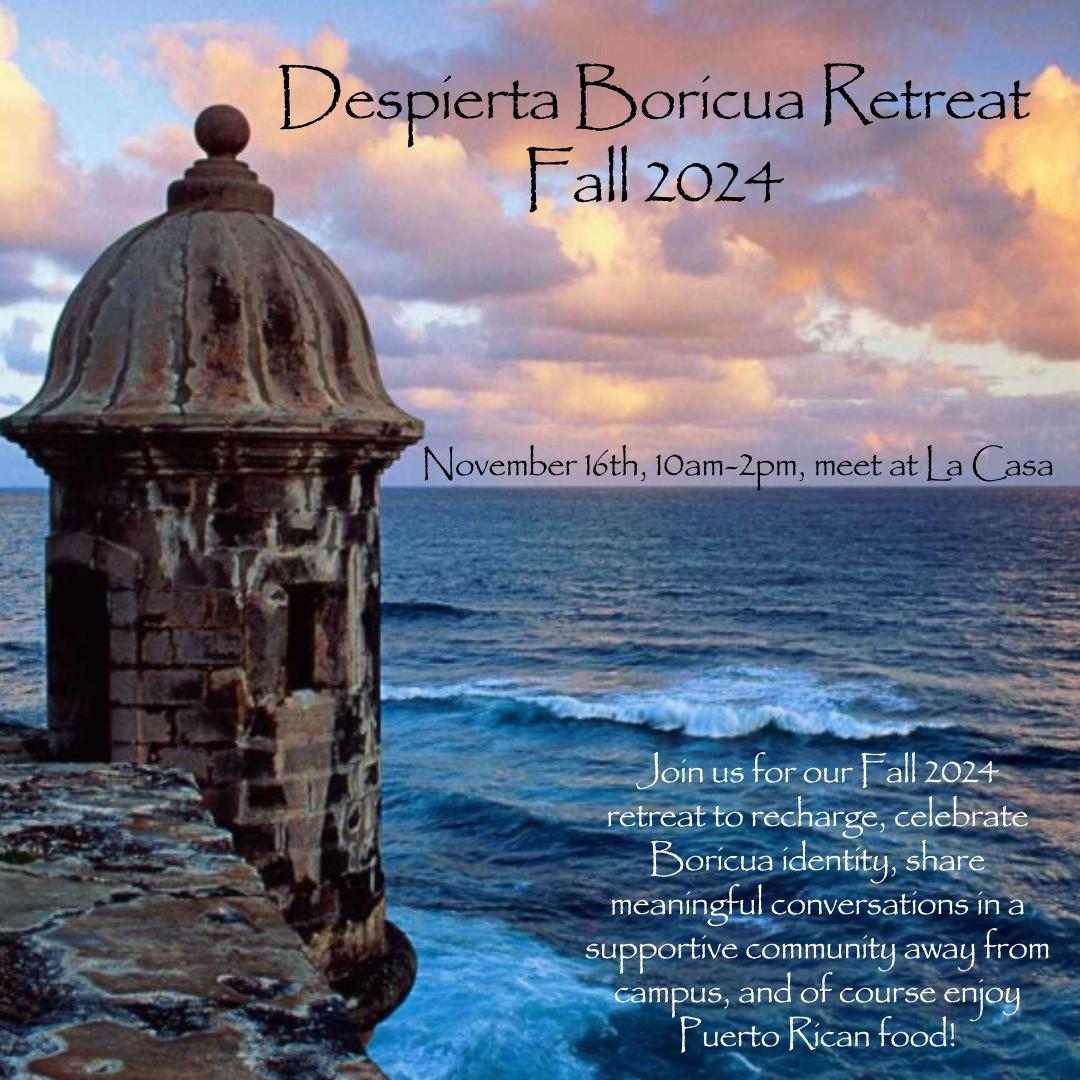 Despierta Boricua Retreat
Fall 2024
November 16th, 10am-2pm, meet at La Casa
Join us for our Fall 2024
retreat to recharge, celebrate
Boricua identity, share
meaningful conversations in a
supportive community away from
campus, and of course enjoy
Puerto Rican food!